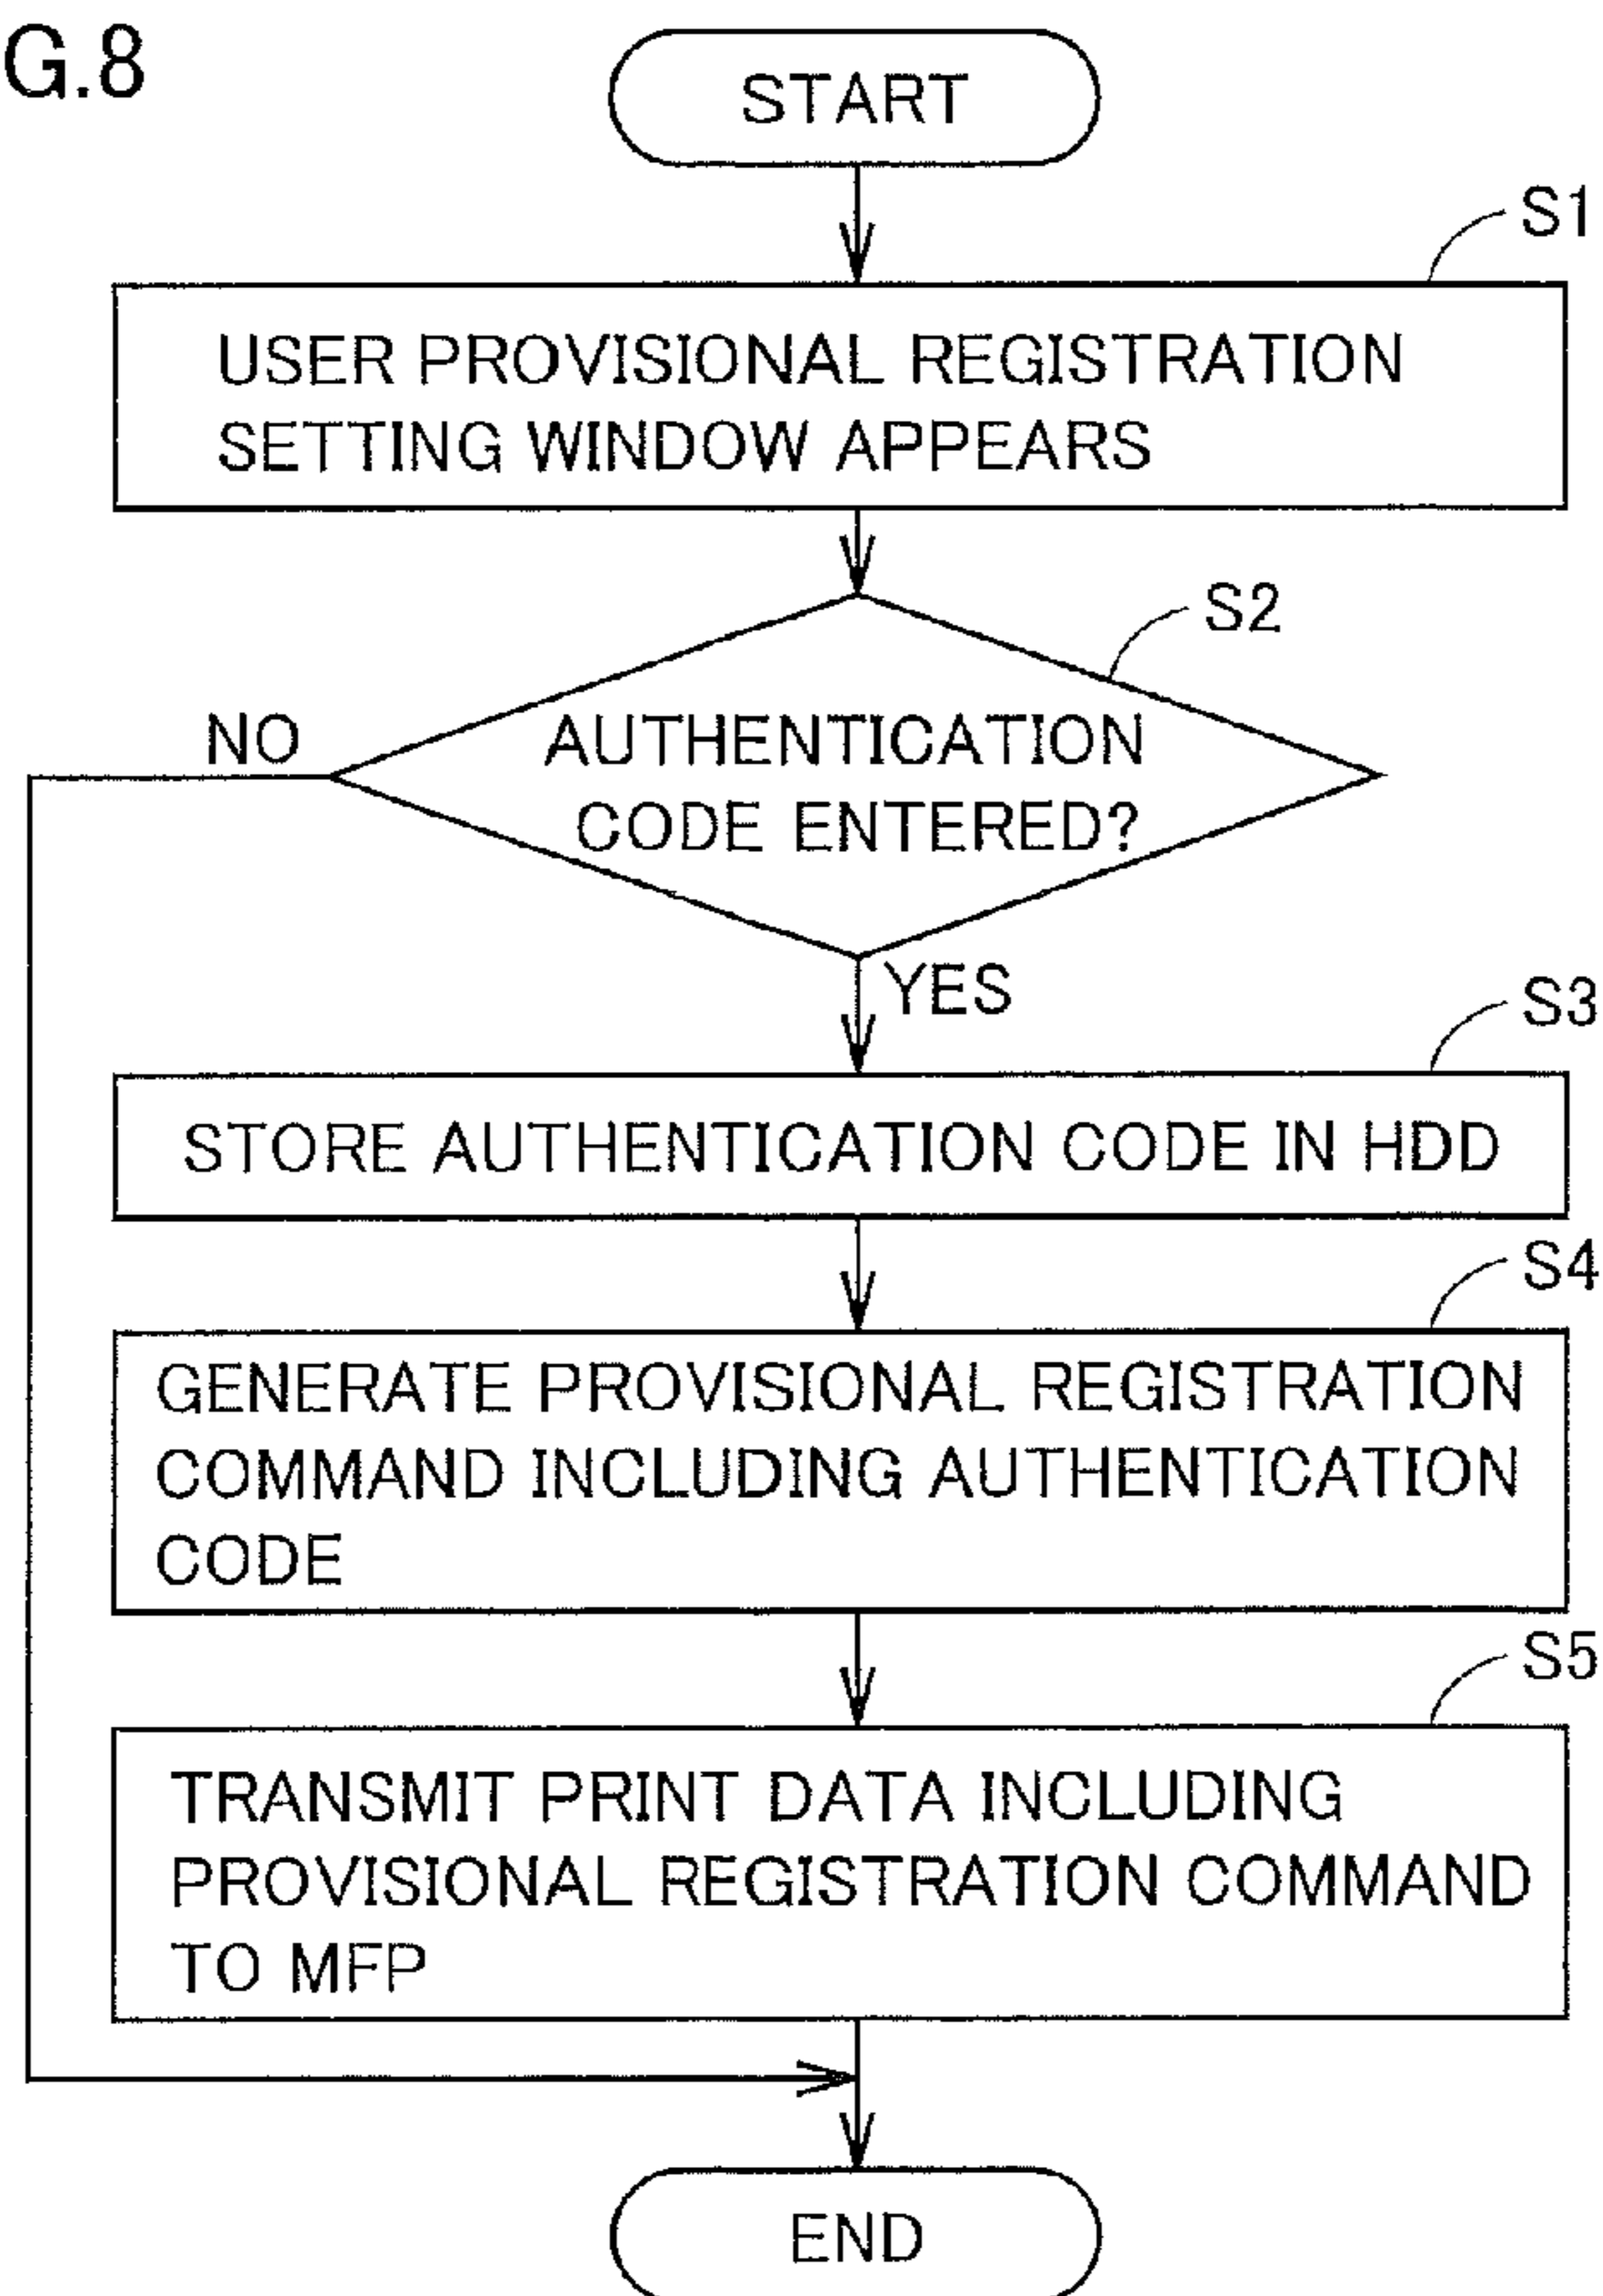 G.8
START
S1
USER PROVISIONAL REGISTRATION
SETTING WINDOW APPEARS
S2
NO
AUTHENTICATION
CODE ENTERED?
YES
S3
STORE AUTHENTICATION CODE IN HDD
S4
GENERATE PROVISIONAL REGISTRATION
COMMAND INCLUDING AUTHENTICATION
CODE
S5
TRANSMIT PRINT DATA INCLUDING
PROVISIONAL REGISTRATION COMMAND
TO MFP
END